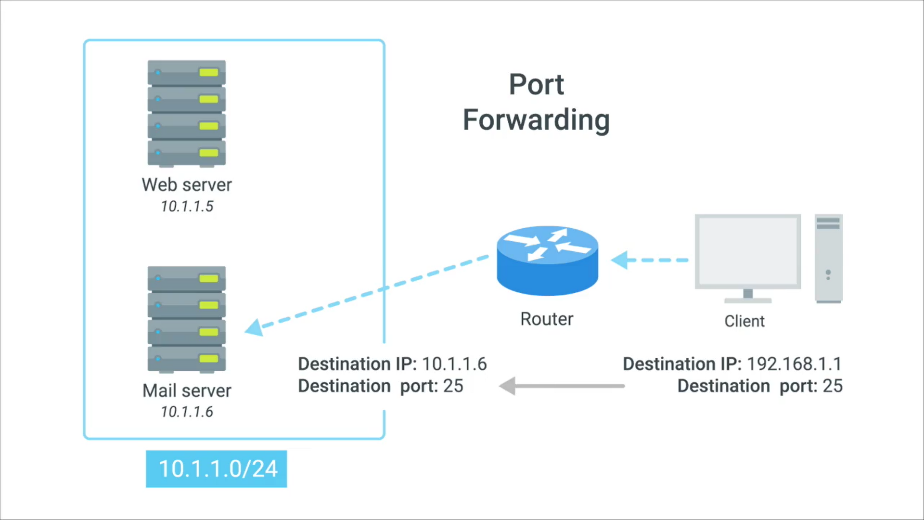 Port
Forwarding
Web server
10.1.1.5
Router
Client
Mail server
10.1.1.6
Destination IP: 10.1.1.6
Destination port: 25
Destination IP: 192.168.1.1
Destination port: 25
10.1.1.0/24